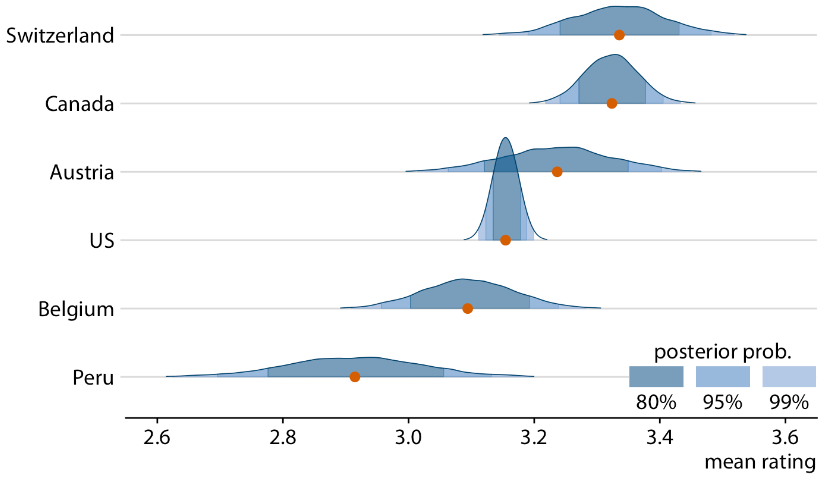 Switzerland
Canada
Austria
US
Belgium
Peru
posterior prob.
80% 95% 99%
2.6 2.8 3.0 3.2 3.4 3.6
mean rating